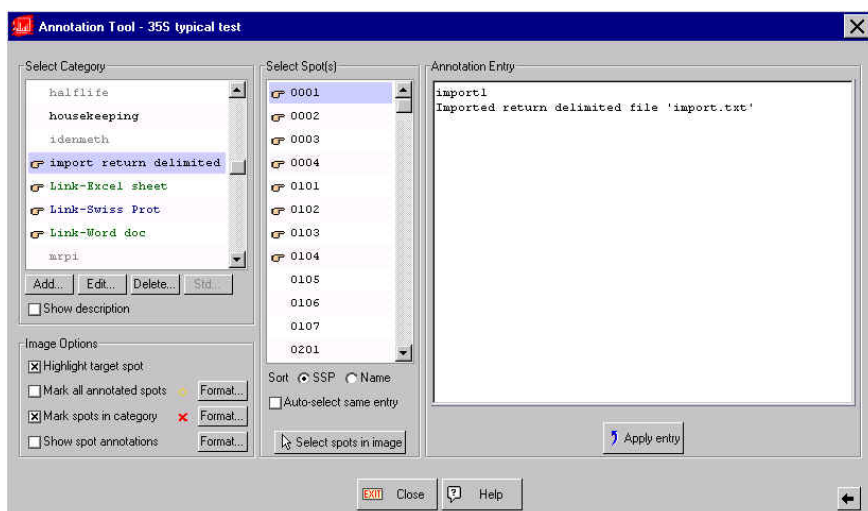 Annotation Tool - 35S typical test
Select Category
halflife
housekeeping
idenmeth
import return delimited
Link-Excel sheet
Link-Swiss Prot
Link-Word doc
mrpi
Add... Edit... Delete... Std...
Show description
Image Options
Highlight target spot
Mark all annotated spots Format...
Mark spots in category Format...
Show spot annotations Format...
Select Spot(s)
0001
0002
0003
0004
0101
0102
0103
0104
0105
0106
0107
0201
Sort SSP Name
Auto-select same entry
Select spots in image
Annotation Entry
import1
Imported return delimited file 'import.txt'
Apply entry
EXIT Close Help